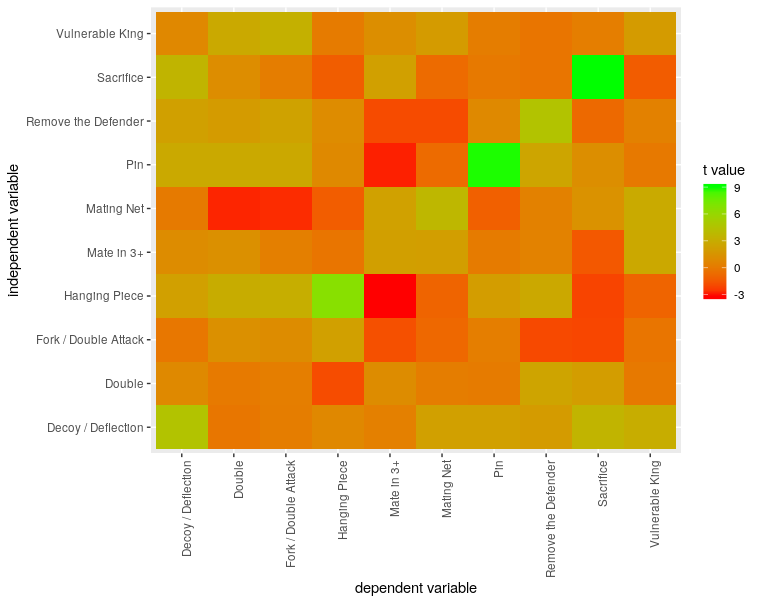 Vulnerable King
Sacrifice
Remove the Defender
Pin
Mating Net
Mate in 3+
Hanging Piece
Fork / Double Attack
Double
Decoy / Deflection
independent variable
Decoy / Deflection
Double
Fork / Double Attack
Hanging Piece
Mate in 3+
Mating Net
Pin
Remove the Defender
Sacrifice
Vulnerable King
dependent variable
t value
9
6
3
0
-3